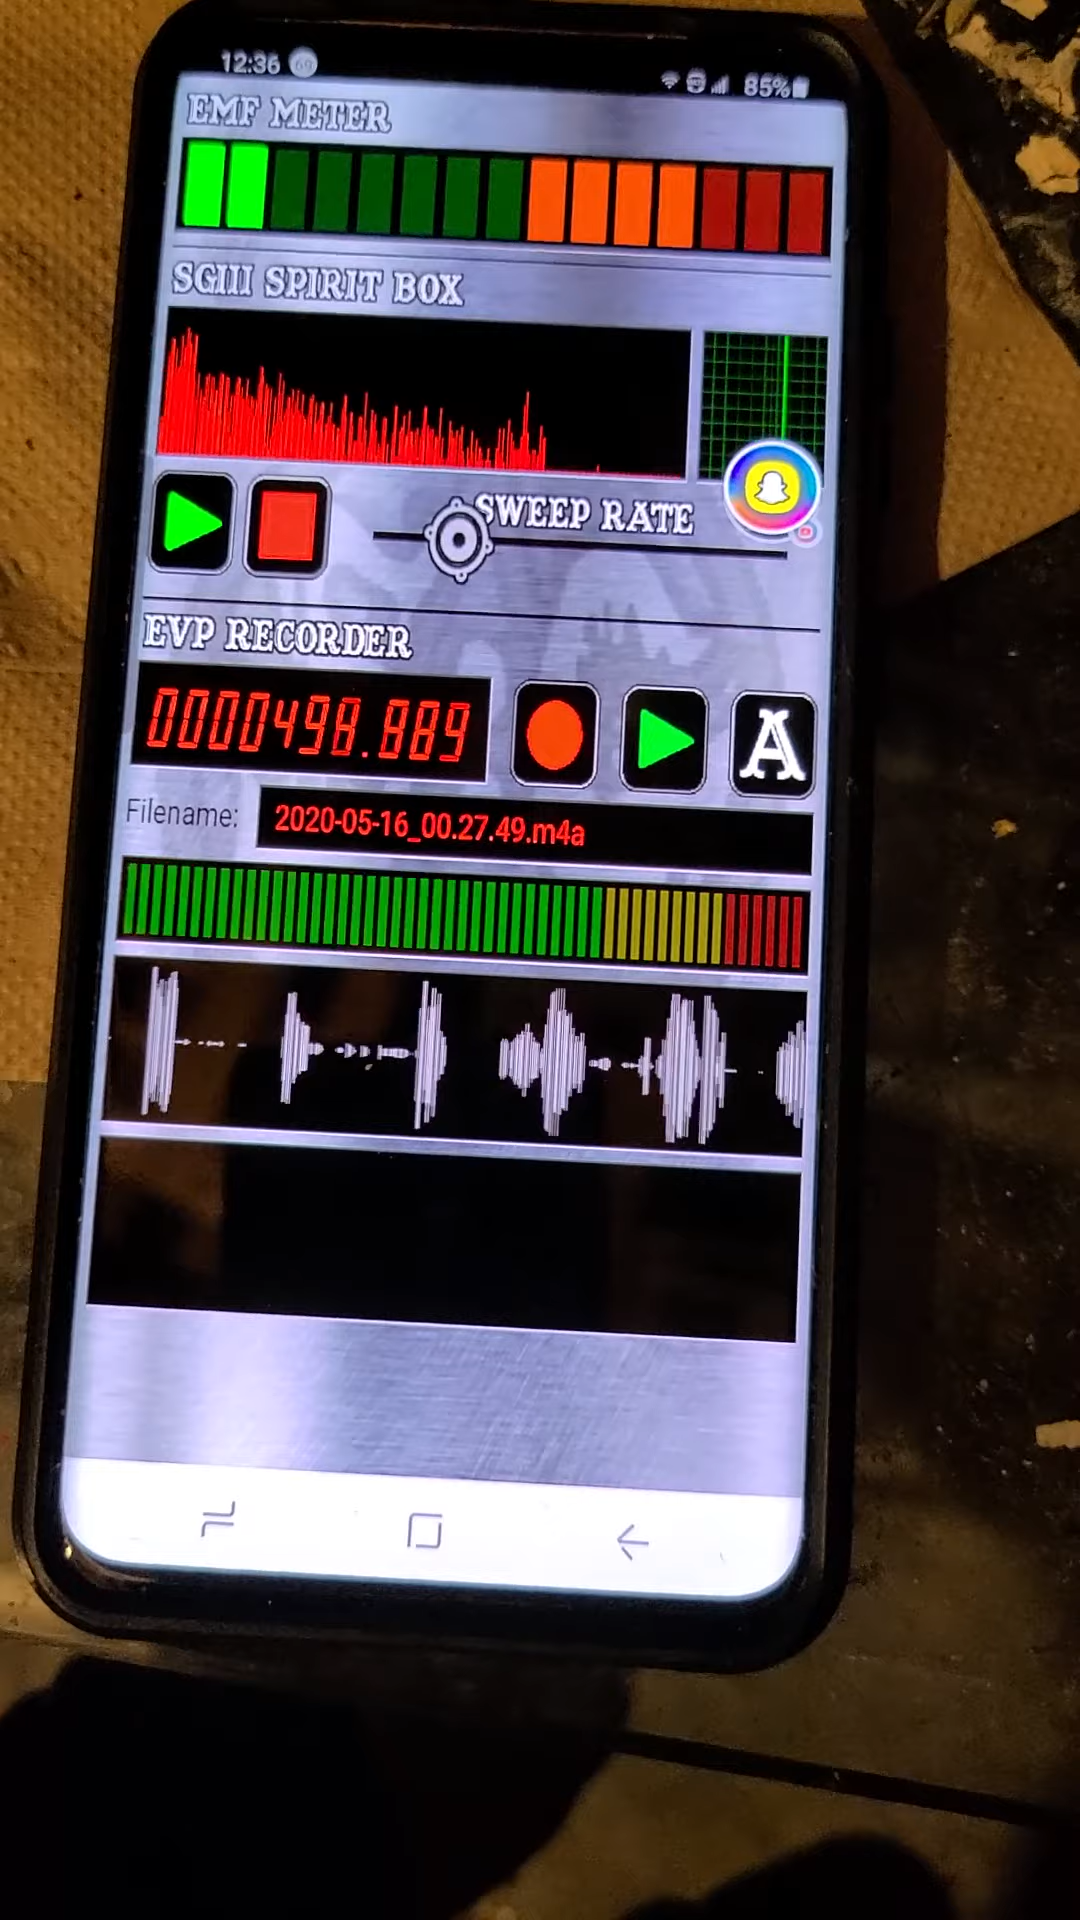 12:36 69 85%
EMF METER
SGIII SPIRIT BOX
SWEEP RATE
EVP RECORDER
0000498.889 A
Filename: 2020-05-16_00.27.49.m4a